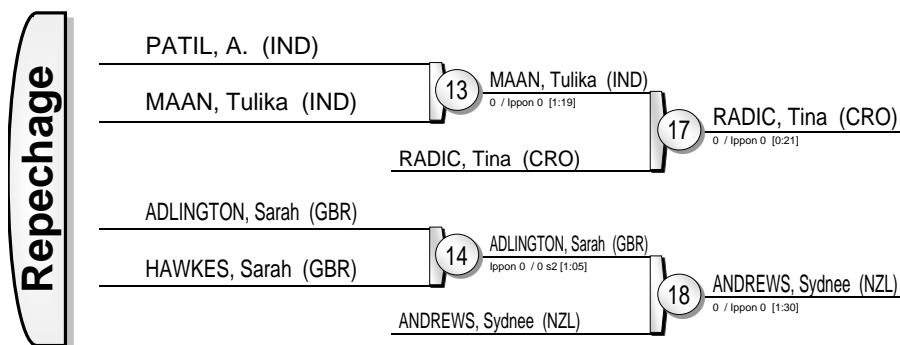 Repechage
PATIL, A. (IND)
MAAN, Tulika (IND)
13
MAAN, Tulika (IND)
0 / Ippon 0 [1:19]
RADIC, Tina (CRO)
17
RADIC, Tina (CRO)
0 / Ippon 0 [0:21]
ADLINGTON, Sarah (GBR)
HAWKES, Sarah (GBR)
14
ADLINGTON, Sarah (GBR)
Ippon 0 / 0 s2 [1:05]
ANDREWS, Sydnee (NZL)
18
ANDREWS, Sydnee (NZL)
0 / Ippon 0 [1:30]